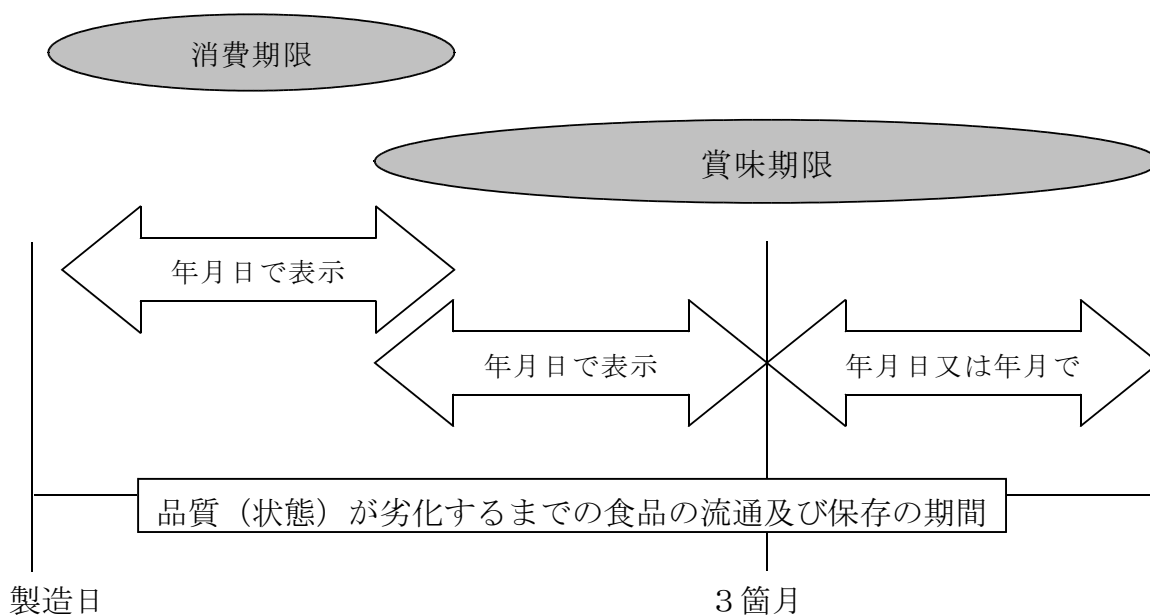 消費期限
賞味期限
年月日で表示
年月日で表示
年月日又は年月で
品質（状態）が劣化するまでの食品の流通及び保存の期間
製造日
３箇月